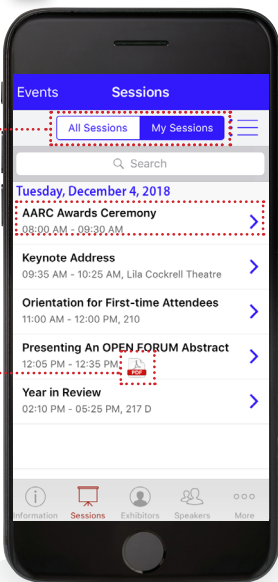 Events
Sessions
All Sessions
My Sessions
Search
Tuesday, December 4, 2018
AARC Awards Ceremony
08:00 AM - 09:30 AM
Keynote Address
09:35 AM - 10:25 AM, Lila Cockrell Theatre
Orientation for First-time Attendees
11:00 AM - 12:00 PM, 210
Presenting An OPEN FORUM Abstract
12:05 PM - 12:35 PM
PDF
Year in Review
02:10 PM - 05:25 PM, 217 D
Information
Sessions
Exhibitors
Speakers
More